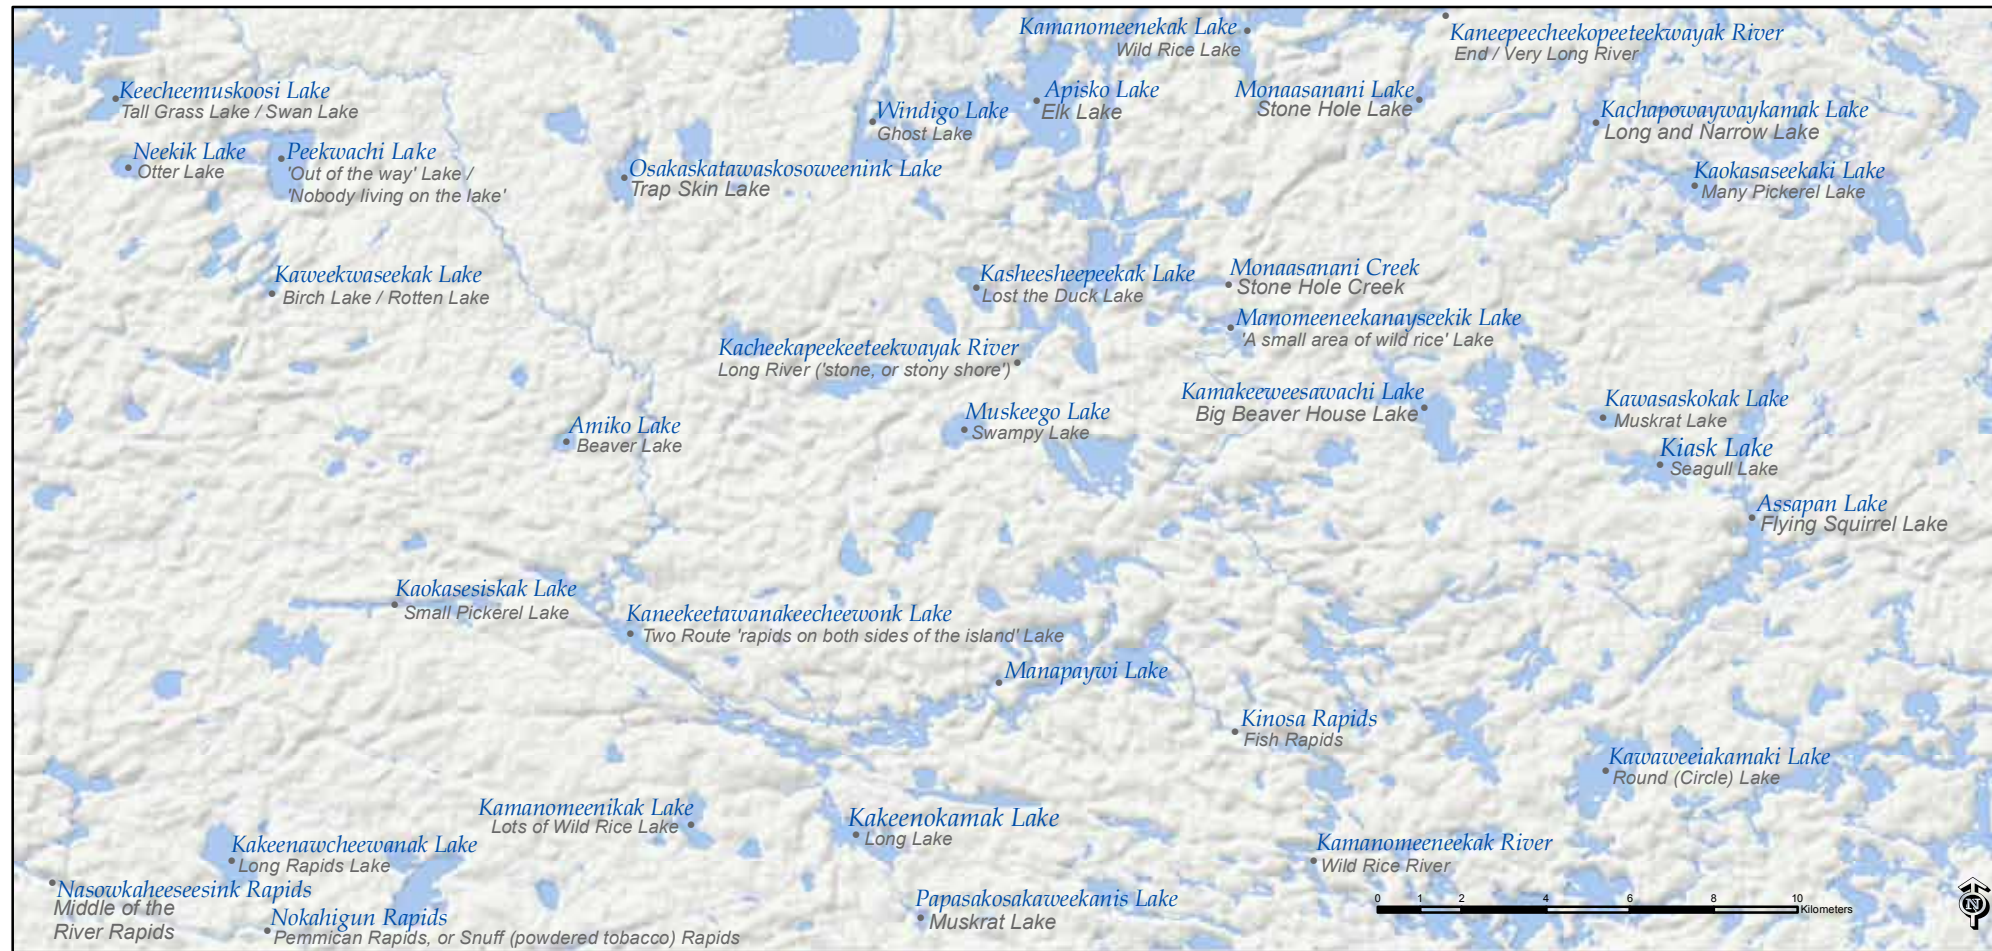 Kamanomeenekak Lake
Wild Rice Lake
Kaneepeecheekopeeteekwayak River
End / Very Long River
Keecheemuskoosi Lake
Tall Grass Lake / Swan Lake
Windigo Lake
Ghost Lake
Apisko Lake
Elk Lake
Monaasanani Lake
Stone Hole Lake
Kachapowaywaykamak Lake
Long and Narrow Lake
Neekik Lake
Otter Lake
Peekwachi Lake
'Out of the way' Lake /
'Nobody living on the lake'
Osakaskatawaskosoweenink Lake
Trap Skin Lake
Kaokasaseekaki Lake
Many Pickerel Lake
Kaweekwaseekak Lake
Birch Lake / Rotten Lake
Kasheesheepeekak Lake
Lost the Duck Lake
Monaasanani Creek
Stone Hole Creek
Manomeeneekanayseekik Lake
'A small area of wild rice' Lake
Kacheekapeekeeteekwayak River
Long River ('stone, or stony shore')
Amiko Lake
Beaver Lake
Muskeego Lake
Swampy Lake
Kamakeeweesawachi Lake
Big Beaver House Lake
Kawasaskokak Lake
Muskrat Lake
Kiask Lake
Seagull Lake
Assapan Lake
Flying Squirrel Lake
Kaokasesiskak Lake
Small Pickerel Lake
Kaneekeetawanakeecheewonk Lake
Two Route 'rapids on both sides of the island' Lake
Manapaywi Lake
Kinosa Rapids
Fish Rapids
Kawaweeiakamaki Lake
Round (Circle) Lake
Kamanomeenikak Lake
Lots of Wild Rice Lake
Kakeenokamak Lake
Long Lake
Kakeenawcheewanak Lake
Long Rapids Lake
Kamanomeeneekak River
Wild Rice River
Nasowkaheeseesink Rapids
Middle of the
River Rapids
Nokahigun Rapids
Pemmican Rapids, or Snuff (powdered tobacco) Rapids
Papasakosakaweekanis Lake
Muskrat Lake
0 1 2 4 6 8 10
Kilometers
N